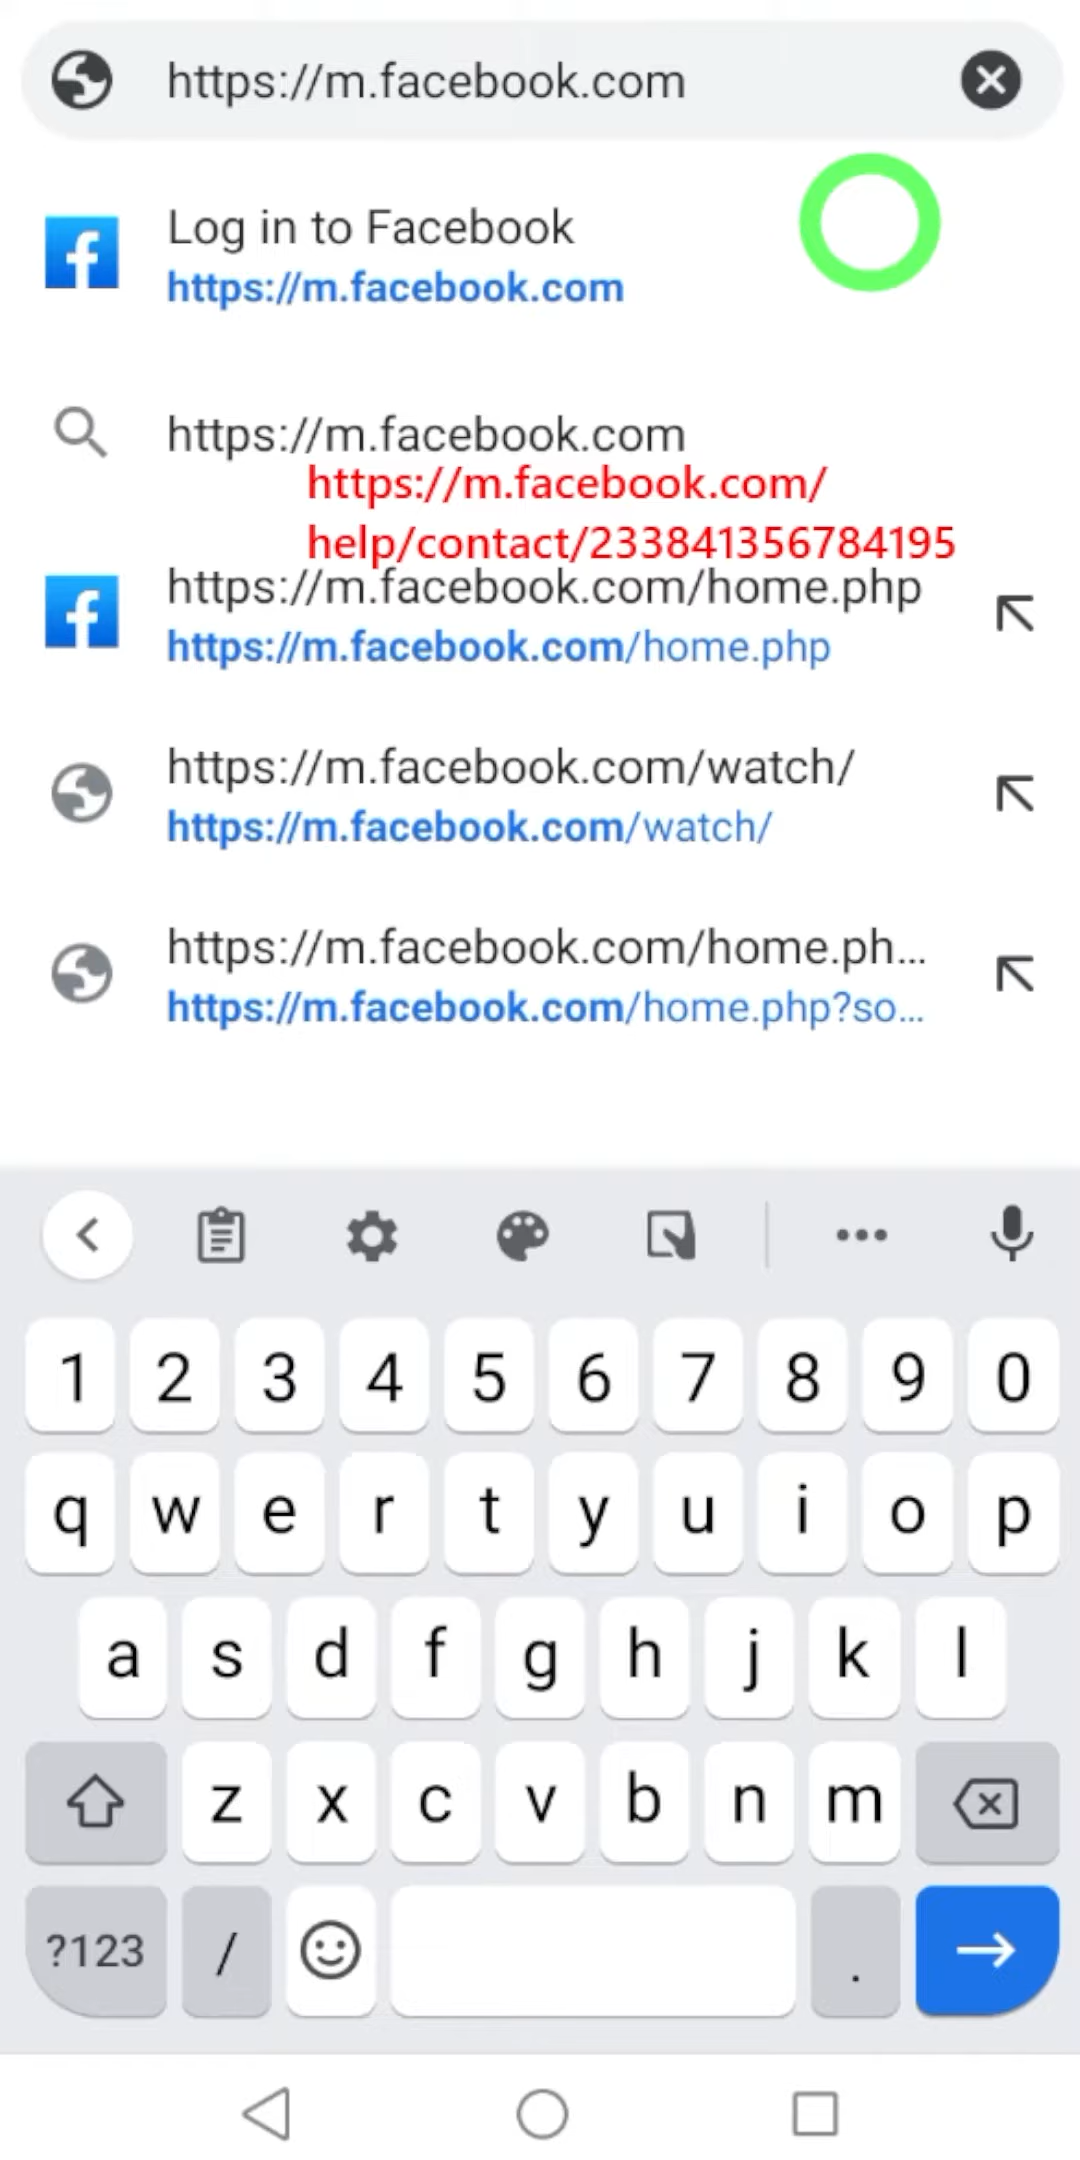 https://m.facebook.com
Log in to Facebook
https://m.facebook.com
https://m.facebook.com
https://m.facebook.com/
help/contact/233841356784195
https://m.facebook.com/home.php
https://m.facebook.com/home.php
https://m.facebook.com/watch/
https://m.facebook.com/watch/
https://m.facebook.com/home.ph...
https://m.facebook.com/home.php?so...
1 2 3 4 5 6 7 8 9 0
q w e r t y u i o p
a s d f g h j k l
z x c v b n m
?123 / .